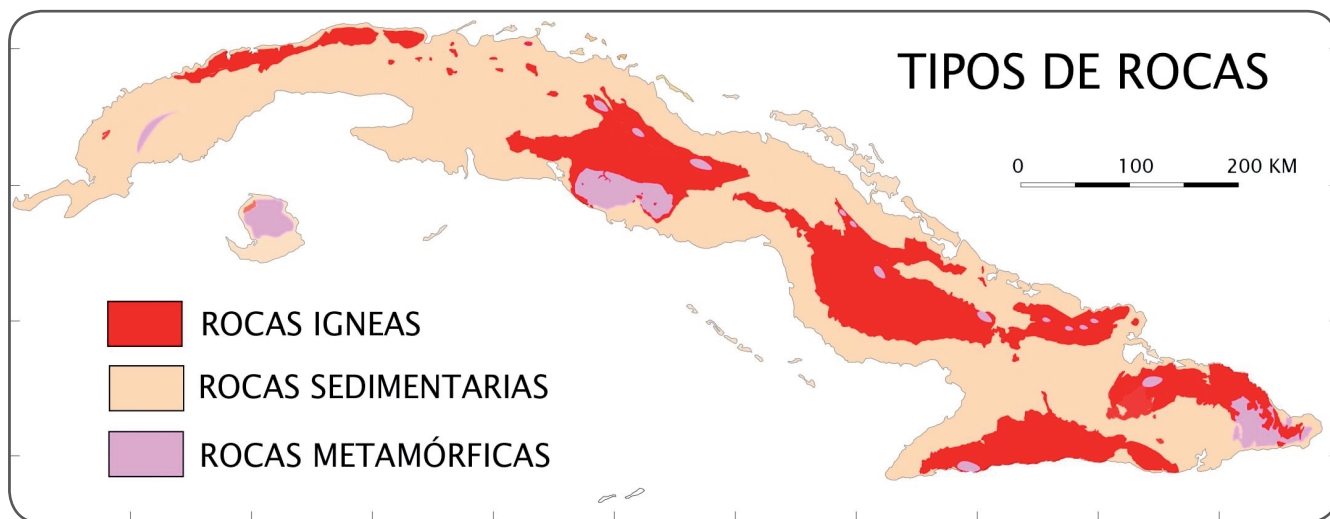 TIPOS DE ROCAS
0 100 200 KM
ROCAS IGNEAS
ROCAS SEDIMENTARIAS
ROCAS METAMÓRFICAS